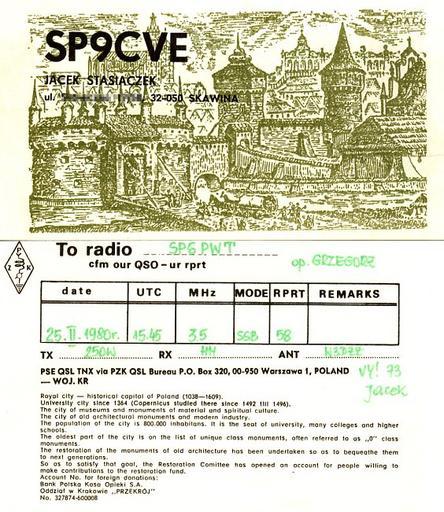 SP9CVE
JACEK STASIACZEK
ul. 32-050 SKAWINA
To radio SP6PWT
cfm our QSO - ur rprt op. GRZEGORZ
PZK
date UTC MHz MODE RPRT REMARKS
25.II.1980r. 15.45 3.5 SSB 58
TX 250W RX ANT W3DZZ
PSE QSL TNX via PZK QSL Bureau P.O. Box 320, 00-950 Warszawa 1, POLAND
— WOJ. KR
Vy! 73
Jacek
Royal city — historical capital of Poland (1038—1609).
University city since 1364 (Copernicus studied there since 1492 till 1496).
The city of museums and monuments of material and spiritual culture.
The city of old architectural monuments and modern industry.
The population of the city is 800.000 inhabitans. It is the seat of university, many colleges and higher
schools.
The oldest part of the city is on the list of unique class monuments, often referred to as „0" class
monuments.
The restoration of the monuments of old architecture has been undertaken so as to bequeathe them
to next generations.
So as to satisfy that goal, the Restoration Comittee has opened an account for people willing to
make contributions to the restoration fund.
Account No. for foreign donations:
Bank Polska Kasa Opieki S.A.
Oddział w Krakowie „PRZEKRÓJ"
No. 327874-600008